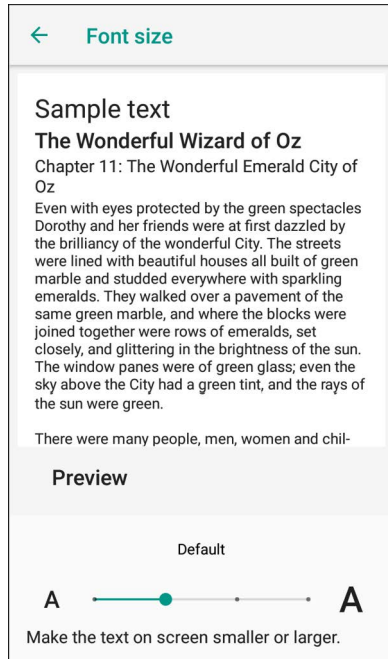 Font size
Sample text
The Wonderful Wizard of Oz
Chapter 11: The Wonderful Emerald City of
Oz
Even with eyes protected by the green spectacles
Dorothy and her friends were at first dazzled by
the brilliancy of the wonderful City. The streets
were lined with beautiful houses all built of green
marble and studded everywhere with sparkling
emeralds. They walked over a pavement of the
same green marble, and where the blocks were
joined together were rows of emeralds, set
closely, and glittering in the brightness of the sun.
The window panes were of green glass; even the
sky above the City had a green tint, and the rays of
the sun were green.
There were many people, men, women and chil-
Preview
Default
A A
Make the text on screen smaller or larger.